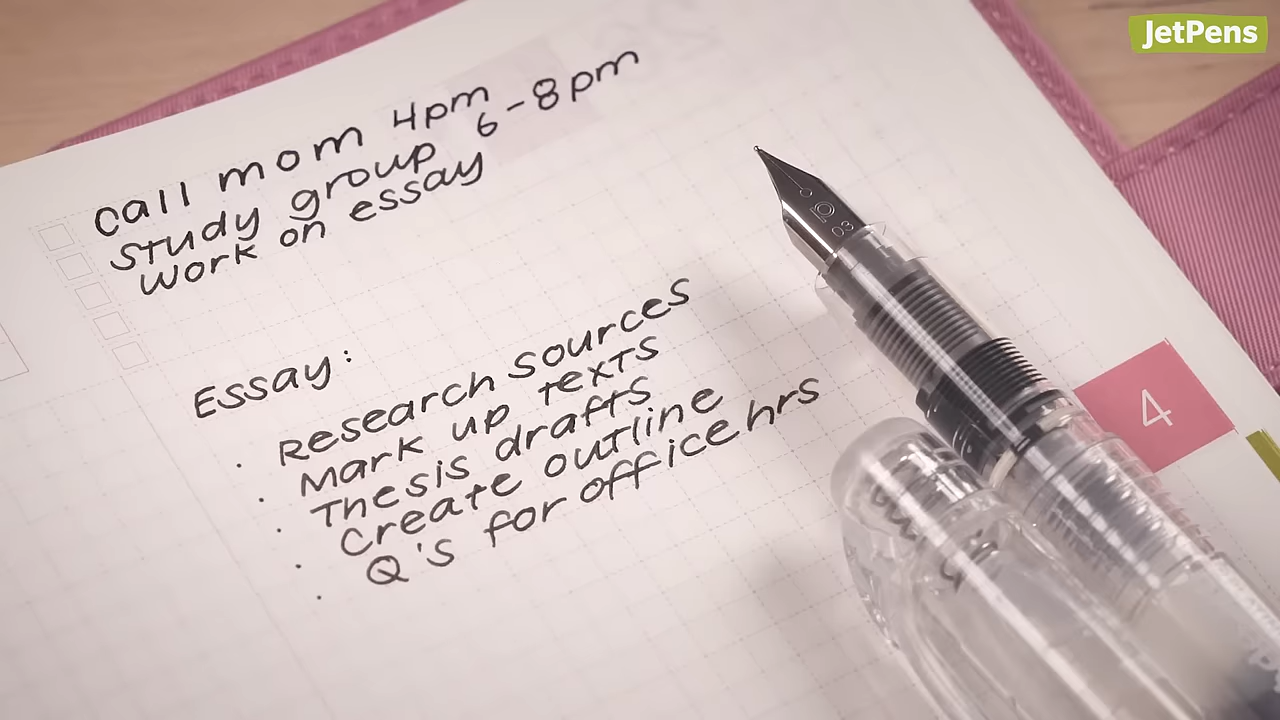 JetPens
call mom 4pm
study group 6-8pm
work on essay
Essay:
· Research sources
· Mark up texts
· Thesis drafts
· Create outline
· Q's for office hrs
03
4